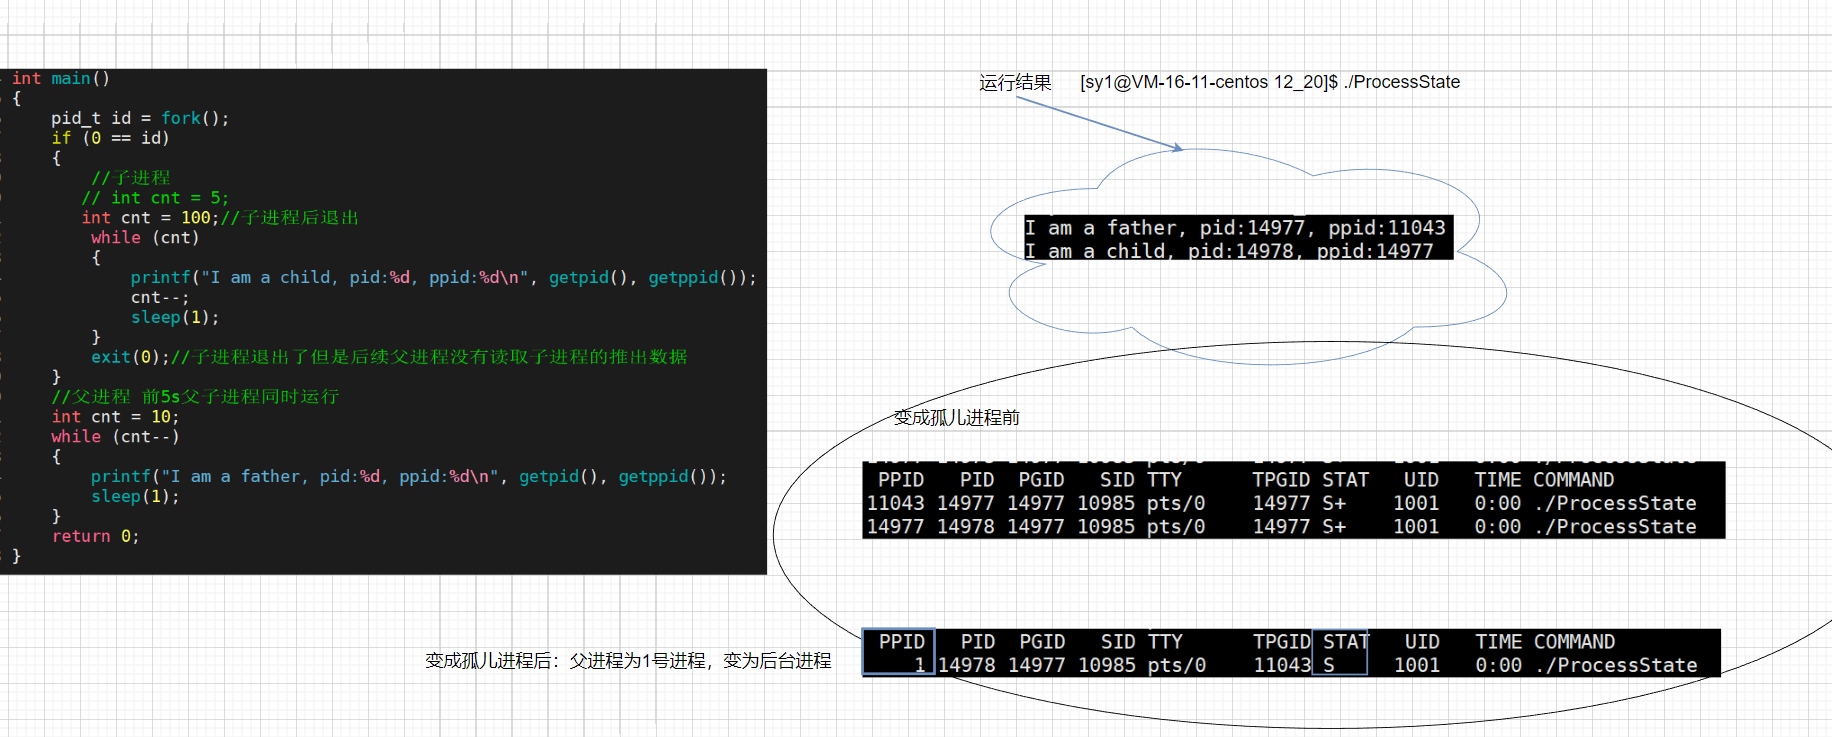 int main()
{
pid_t id = fork();
if (0 == id)
{
//子进程
// int cnt = 5;
int cnt = 100;//子进程后退出
while (cnt)
{
printf("I am a child, pid:%d, ppid:%d\n", getpid(), getppid());
cnt--;
sleep(1);
}
exit(0);//子进程退出了但是后续父进程没有读取子进程的推出数据
}
//父进程 前5s父子进程同时运行
int cnt = 10;
while (cnt--)
{
printf("I am a father, pid:%d, ppid:%d\n", getpid(), getppid());
sleep(1);
}
return 0;
}
运行结果 [sy1@VM-16-11-centos 12_20]$ ./ProcessState
I am a father, pid:14977, ppid:11043
I am a child, pid:14978, ppid:14977
变成孤儿进程前
PPID PID PGID SID TTY TPGID STAT UID TIME COMMAND
11043 14977 14977 10985 pts/0 14977 S+ 1001 0:00 ./ProcessState
14977 14978 14977 10985 pts/0 14977 S+ 1001 0:00 ./ProcessState
变成孤儿进程后：父进程为1号进程，变为后台进程
PPID PID PGID SID TTY TPGID STAT UID TIME COMMAND
1 14978 14977 10985 pts/0 11043 S 1001 0:00 ./ProcessState